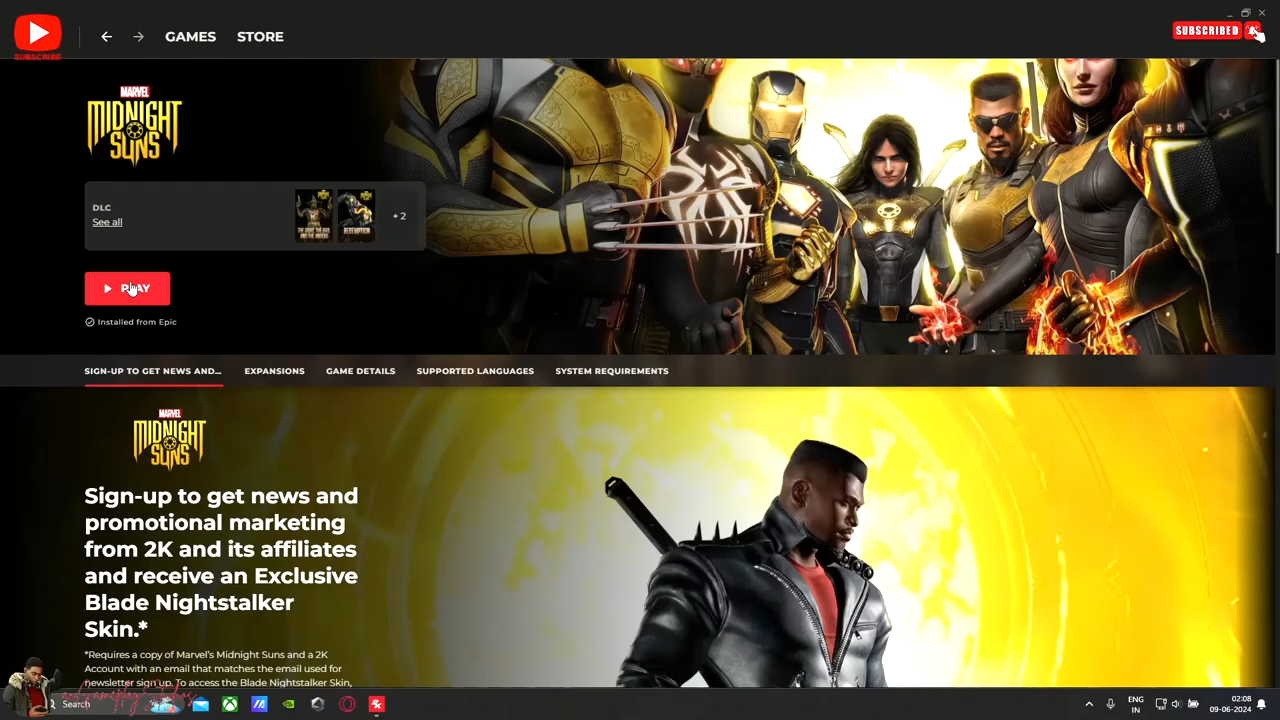 SUBSCRIBE
GAMES
STORE
SUBSCRIBED
MARVEL
MIDNIGHT
SUNS
DLC
See all
REDEMPTION
+ 2
PLAY
Installed from Epic
SIGN-UP TO GET NEWS AND...
EXPANSIONS
GAME DETAILS
SUPPORTED LANGUAGES
SYSTEM REQUIREMENTS
MARVEL
MIDNIGHT
SUNS
Sign-up to get news and
promotional marketing
from 2K and its affiliates
and receive an Exclusive
Blade Nightstalker
Skin.*
*Requires a copy of Marvel's Midnight Suns and a 2K
Account with an email that matches the email used for
newsletter sign up. To access the Blade Nightstalker Skin,
Search
ENG
IN
02:08
09-06-2024